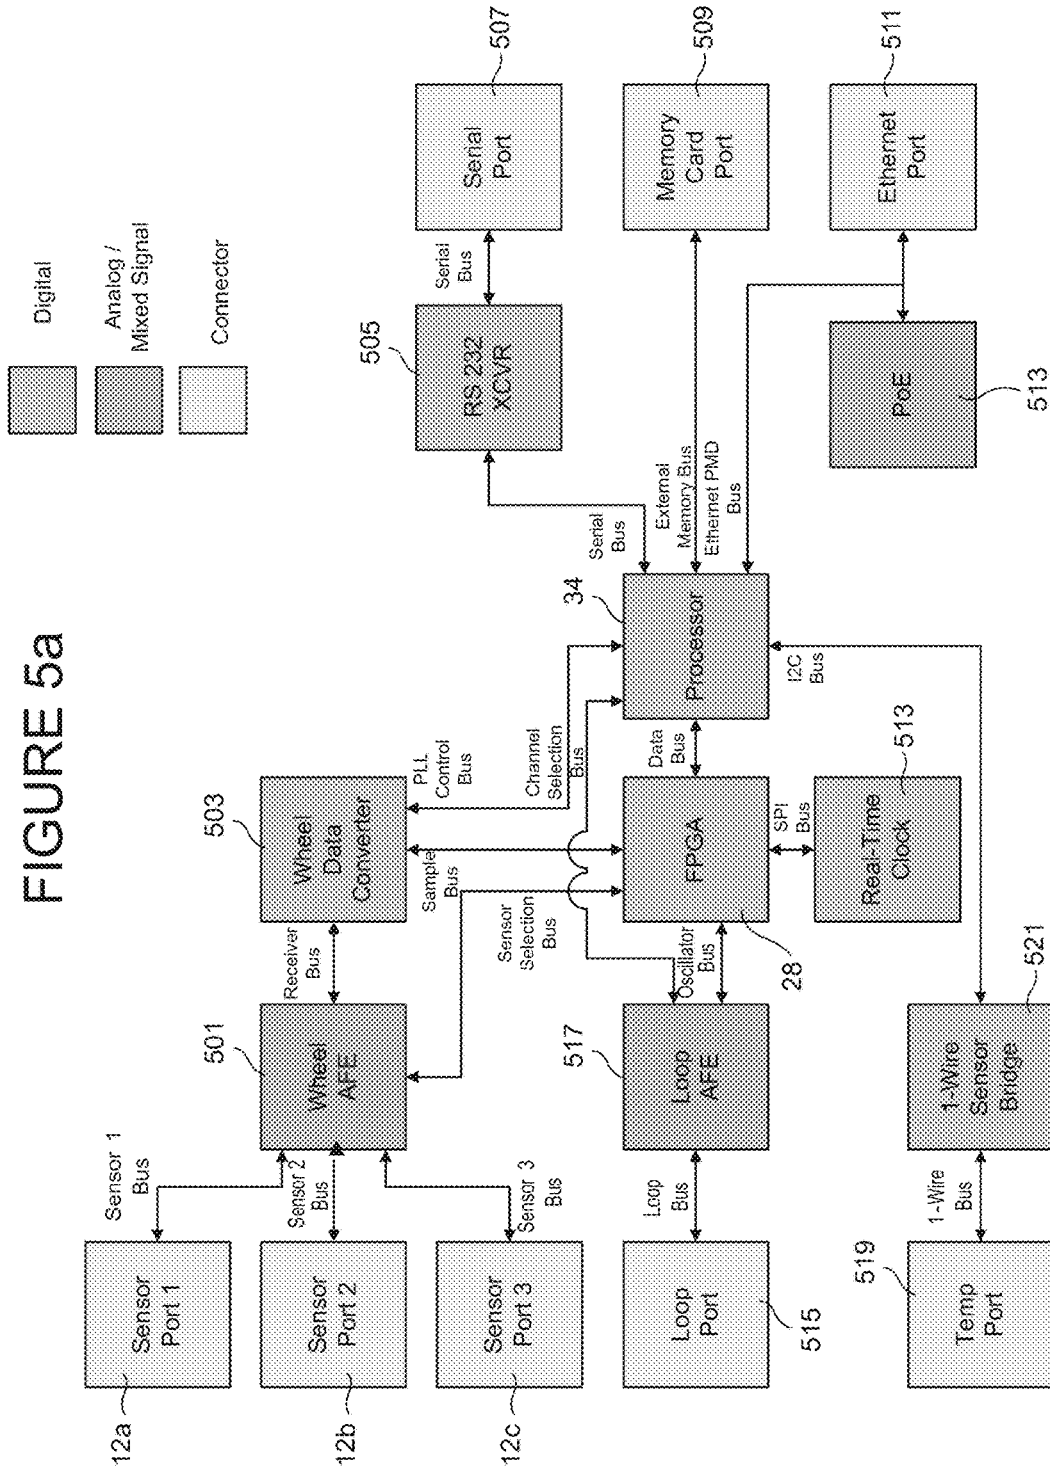 FIGURE 5a
Digital
Analog /
Mixed Signal
Connector
12a
Sensor
Port 1
Sensor 1
Bus
12b
Sensor
Port 2
Sensor 2
Bus
12c
Sensor
Port 3
Sensor 3
Bus
501
Wheel
AFE
Receiver
Bus
503
Wheel
Data
Converter
PLL
Control
Bus
Sample
Bus
Sensor
Selection
Bus
Channel
Selection
Bus
505
RS 232
XCVR
Serial
Bus
507
Serial
Port
Serial
Bus
515
Loop
Port
Loop
Bus
517
Loop
AFE
Oscillator
Bus
28
FPGA
Data
Bus
34
Processor
External
Memory Bus
Ethernet PMD
Bus
509
Memory
Card
Port
SPI
Bus
513
Real-Time
Clock
I2C
Bus
513
PoE
511
Ethernet
Port
519
Temp
Port
1-Wire
Bus
521
1-Wire
Sensor
Bridge